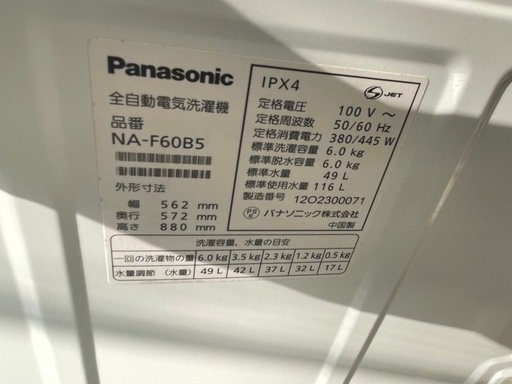 Panasonic
全自動電気洗濯機
品番
NA-F60B5
外形寸法
幅 562 mm
奥行 572 mm
高さ 880 mm
IPX4
S JET
定格電圧 100 V ～
定格周波数 50/60 Hz
定格消費電力 380/445 W
標準洗濯容量 6.0 kg
標準脱水容量 6.0 kg
標準水量 49 L
標準使用水量 116 L
製造番号 12O2300071
PS E パナソニック株式会社
中国製
洗濯容量、水量の目安
一回の洗濯物の量 6.0 kg 3.5 kg 2.3 kg 1.2 kg 0.5 kg
水量調節（水量） 49 L 42 L 37 L 32 L 17 L